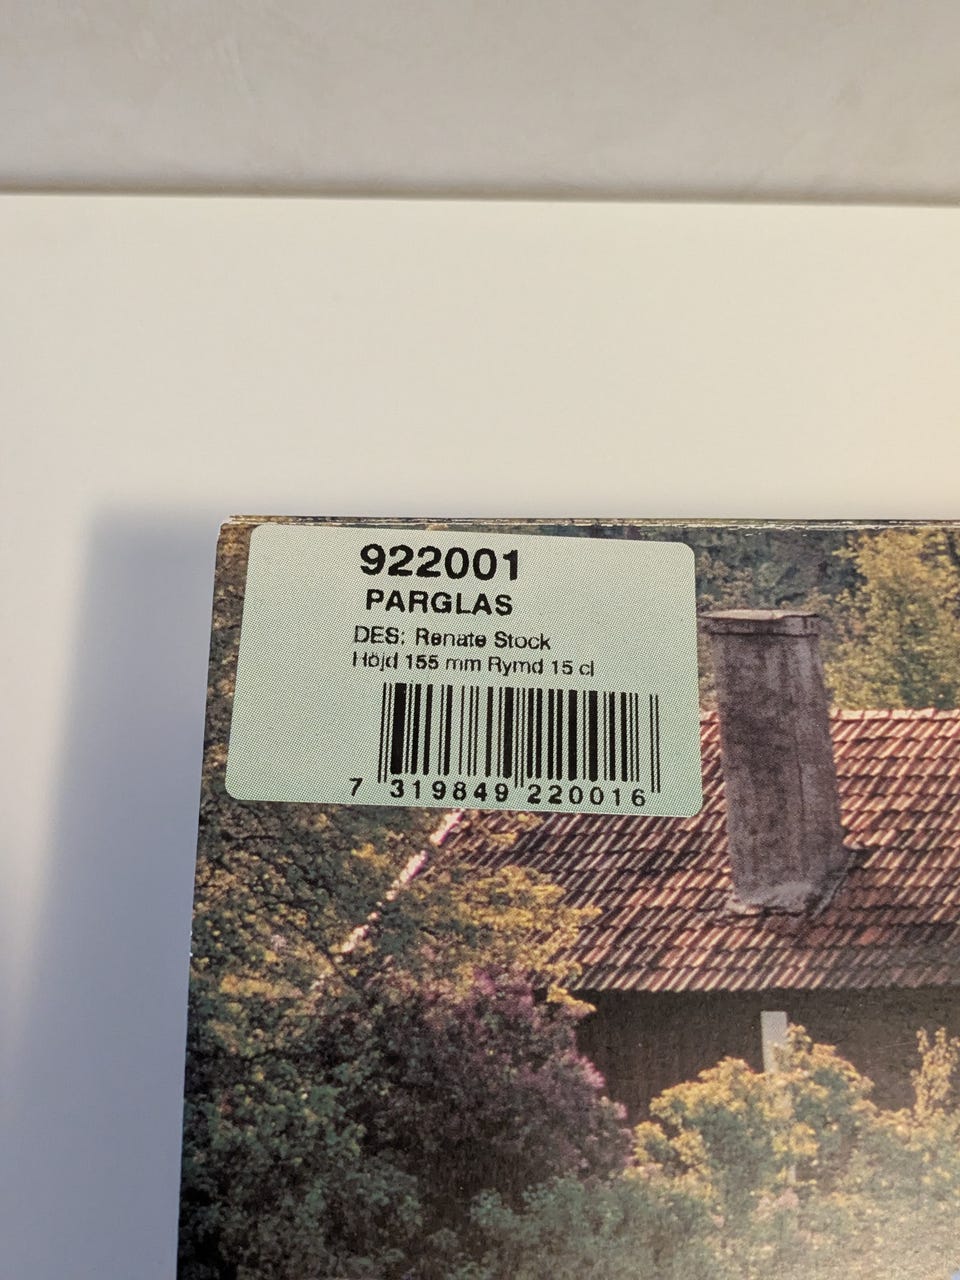 922001
PARGLAS
DES: Renate Stock
Höjd 155 mm Rymd 15 cl
7 319849 220016